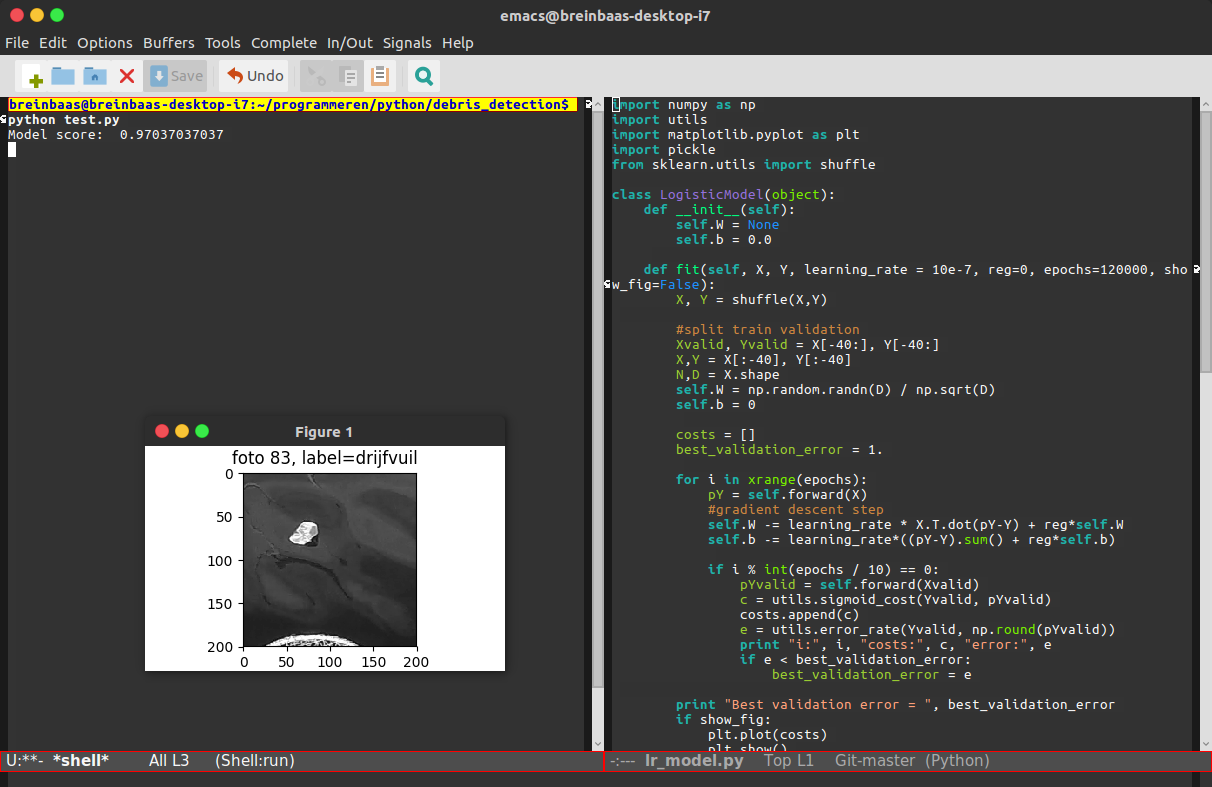 emacs@breinbaas-desktop-i7
File Edit Options Buffers Tools Complete In/Out Signals Help
Save Undo
breinbaas@breinbaas-desktop-i7:~/programmeren/python/debris_detection$
python test.py
Model score:  0.97037037037
Figure 1
foto 83, label=drijfvuil
0
50
100
150
200
0 50 100 150 200
U:**- *shell* All L3 (Shell:run)
import numpy as np
import utils
import matplotlib.pyplot as plt
import pickle
from sklearn.utils import shuffle
class LogisticModel(object):
    def __init__(self):
        self.W = None
        self.b = 0.0
    def fit(self, X, Y, learning_rate = 10e-7, reg=0, epochs=120000, sho
w_fig=False):
        X, Y = shuffle(X,Y)
        #split train validation
        Xvalid, Yvalid = X[-40:], Y[-40:]
        X,Y = X[:-40], Y[:-40]
        N,D = X.shape
        self.W = np.random.randn(D) / np.sqrt(D)
        self.b = 0
        costs = []
        best_validation_error = 1.
        for i in xrange(epochs):
            pY = self.forward(X)
            #gradient descent step
            self.W -= learning_rate * X.T.dot(pY-Y) + reg*self.W
            self.b -= learning_rate*((pY-Y).sum() + reg*self.b)
            if i % int(epochs / 10) == 0:
                pYvalid = self.forward(Xvalid)
                c = utils.sigmoid_cost(Yvalid, pYvalid)
                costs.append(c)
                e = utils.error_rate(Yvalid, np.round(pYvalid))
                print "i:", i, "costs:", c, "error:", e
                if e < best_validation_error:
                    best_validation_error = e
        print "Best validation error = ", best_validation_error
        if show_fig:
            plt.plot(costs)
            plt.show()
-:--- lr_model.py Top L1 Git-master (Python)